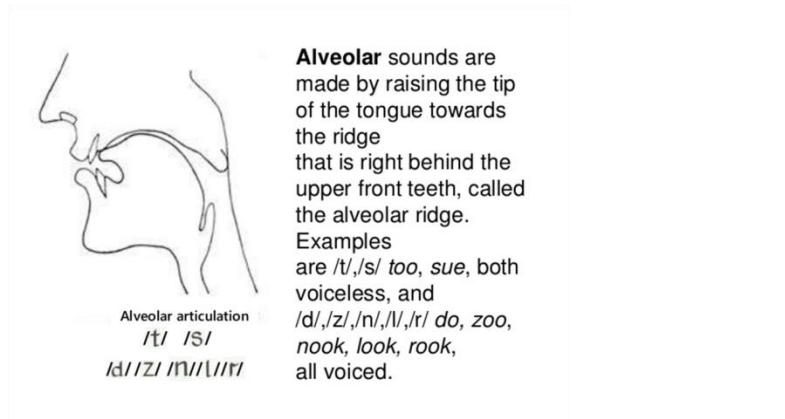 Alveolar sounds are
made by raising the tip
of the tongue towards
the ridge
that is right behind the
upper front teeth, called
the alveolar ridge.
Examples
are /t/,/s/ too, sue, both
voiceless, and
/d/,/z/,/n/,/l/,/r/ do, zoo,
nook, look, rook,
all voiced.
Alveolar articulation
/t/ /s/
/d//z/ /n//l//r/